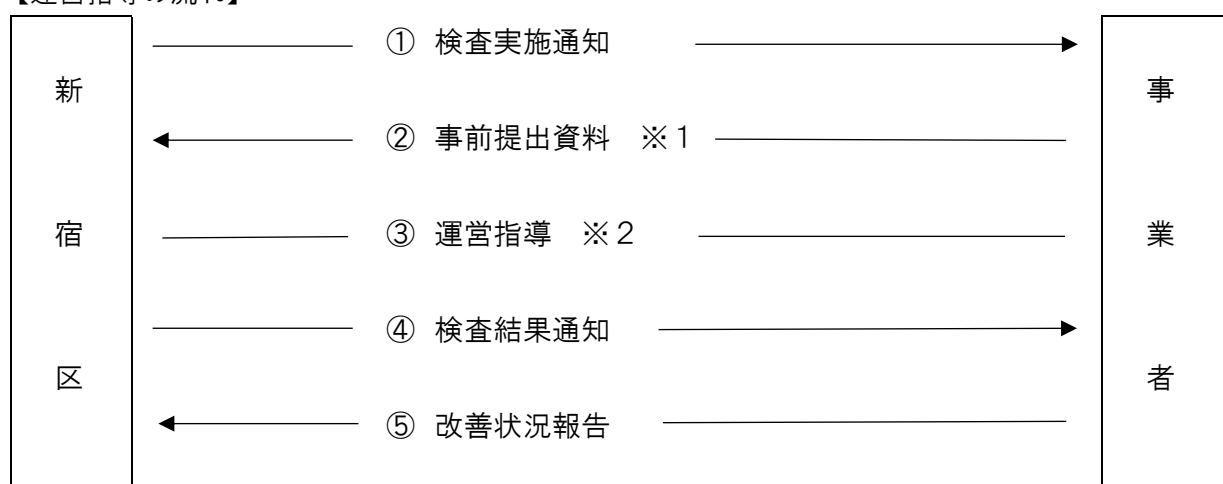 ① 検査実施通知
② 事前提出資料 ※1
③ 運営指導 ※2
④ 検査結果通知
⑤ 改善状況報告
新宿区
事業者